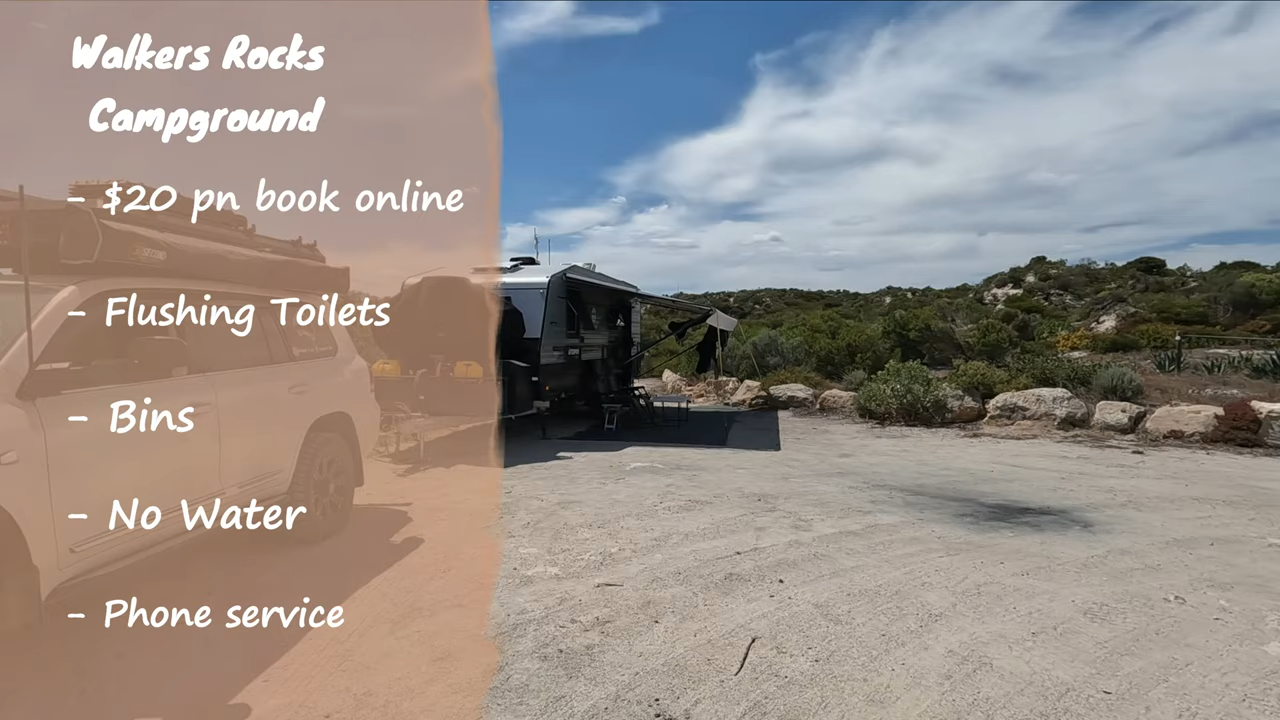 Walkers Rocks
Campground
- $20 pn book online
- Flushing Toilets
- Bins
- No Water
- Phone service